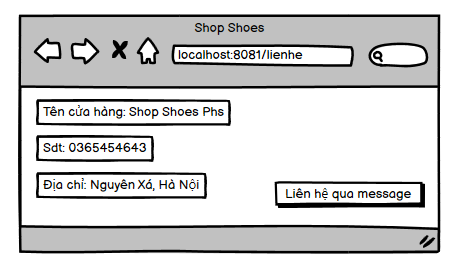 Shop Shoes
localhost:8081/lienhe
Tên cửa hàng: Shop Shoes Phs
Sdt: 0365454643
Địa chỉ: Nguyên Xá, Hà Nội
Liên hệ qua message